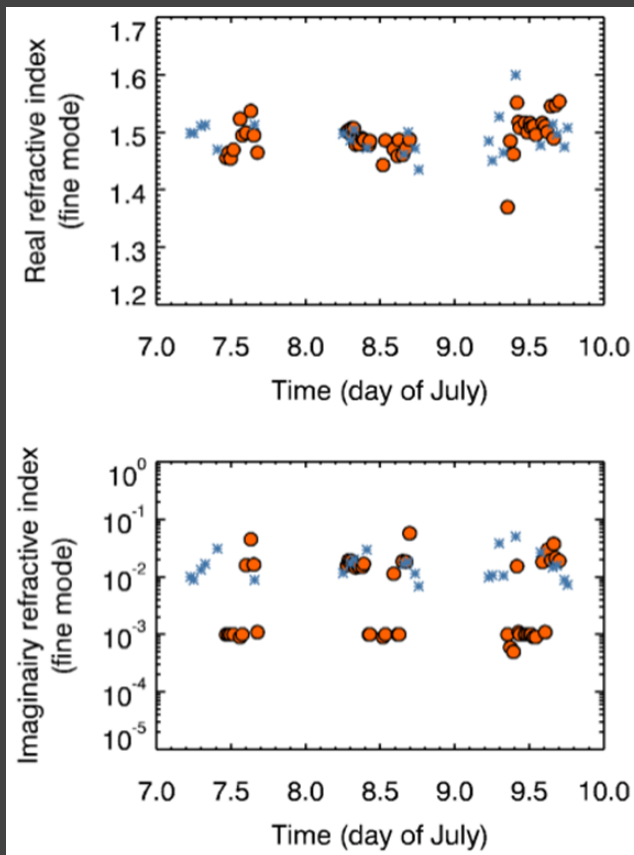 Real refractive index
(fine mode)
1.7
1.6
1.5
1.4
1.3
1.2
7.0 7.5 8.0 8.5 9.0 9.5 10.0
Time (day of July)
Imaginairy refractive index
(fine mode)
10^0
10^-1
10^-2
10^-3
10^-4
10^-5
7.0 7.5 8.0 8.5 9.0 9.5 10.0
Time (day of July)